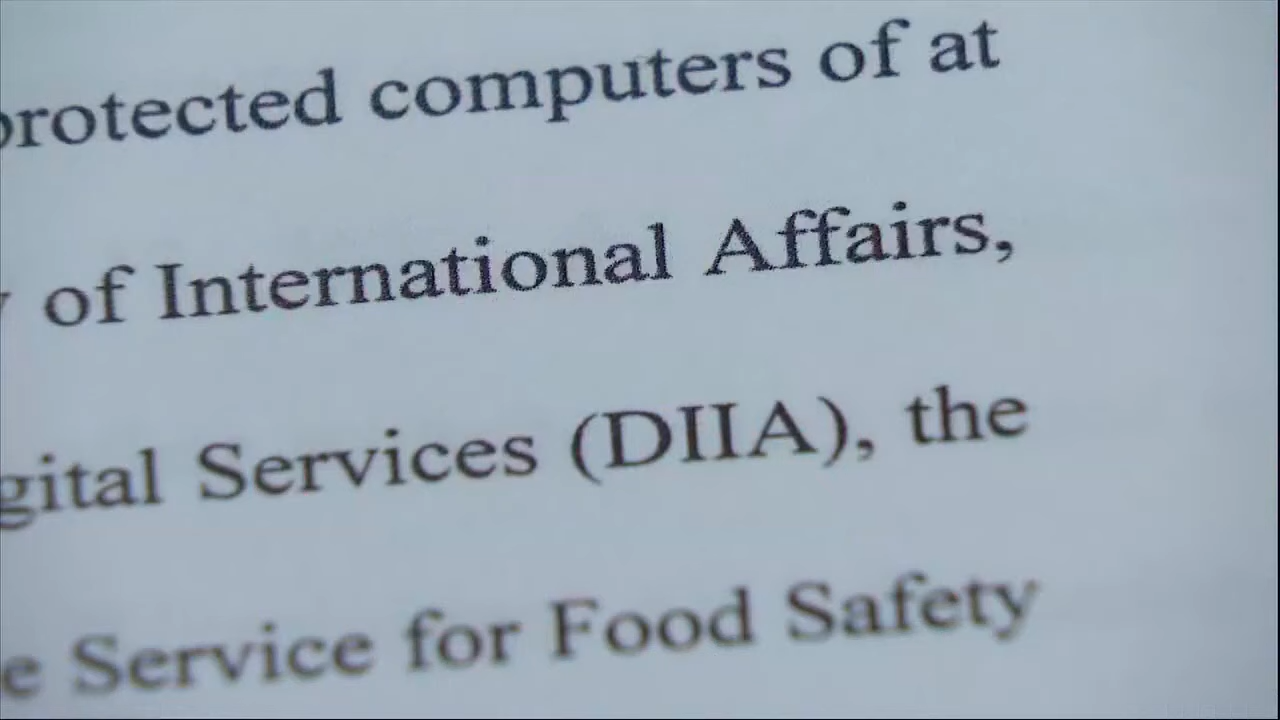 protected computers of at
of International Affairs,
gital Services (DIIA), the
e Service for Food Safety